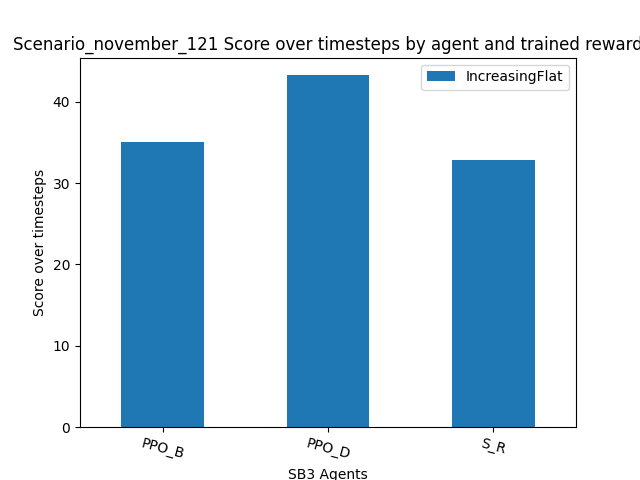 Scenario_november_121 Score over timesteps by agent and trained reward
IncreasingFlat
Score over timesteps
40
30
20
10
0
PPO_B
PPO_D
S_R
SB3 Agents